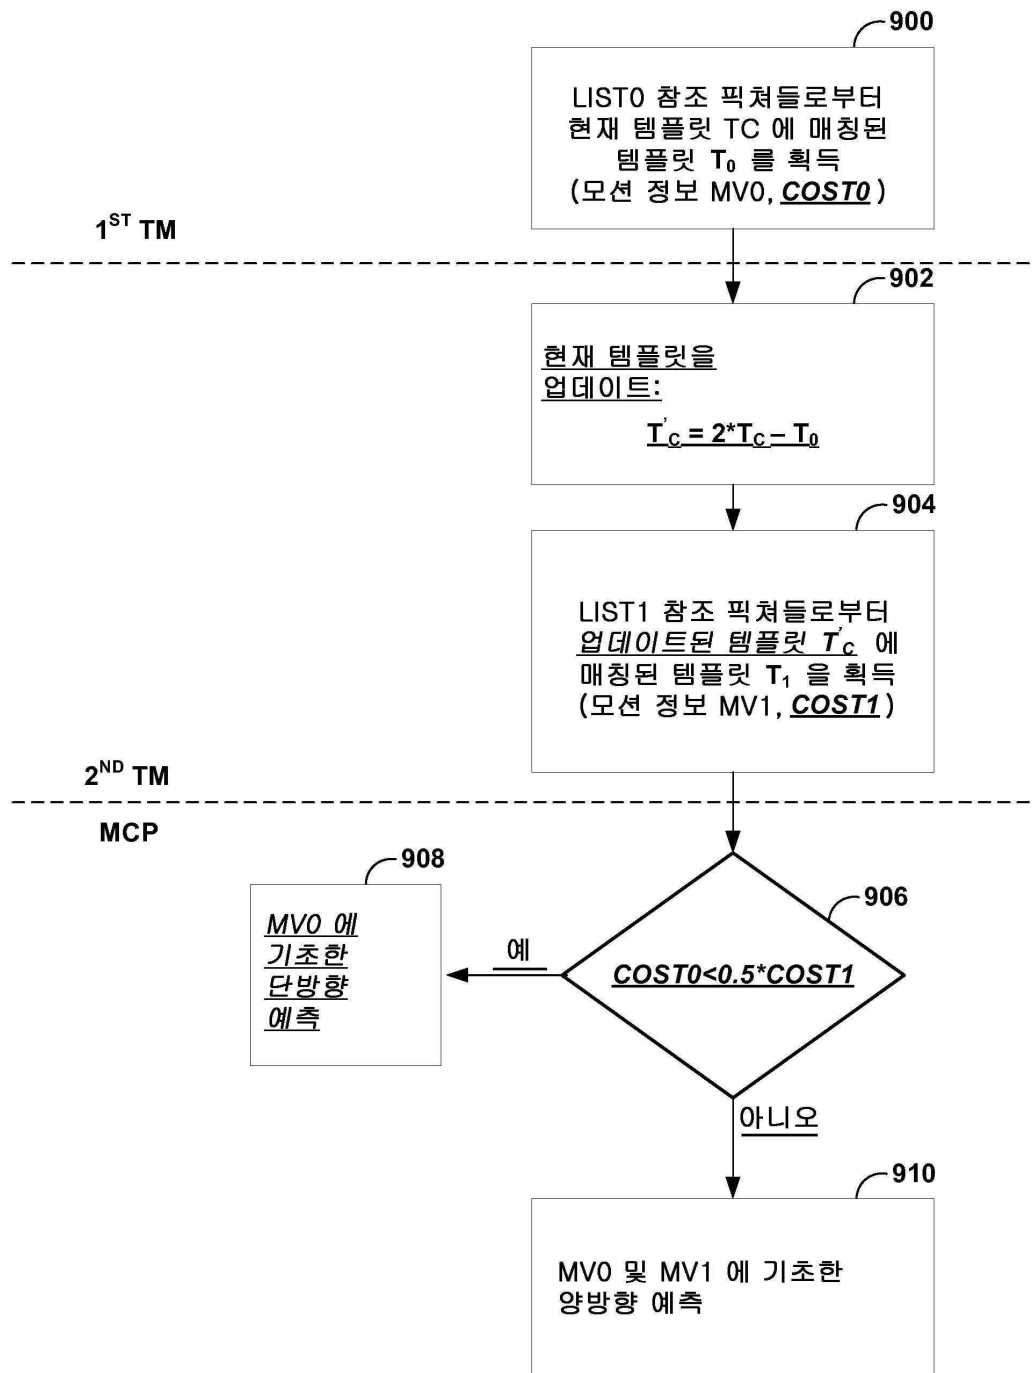 900
LIST0 참조 픽쳐들로부터
현재 템플릿 TC 에 매칭된
템플릿 T₀ 를 획득
(모션 정보 MV0, COST0)
1ST TM
902
현재 템플릿을
업데이트:
T'C = 2*TC – T0
904
LIST1 참조 픽쳐들로부터
업데이트된 템플릿 T'C 에
매칭된 템플릿 T₁ 을 획득
(모션 정보 MV1, COST1)
2ND TM
MCP
908
MV0 에
기초한
단방향
예측
예
906
COST0<0.5*COST1
아니오
910
MV0 및 MV1 에 기초한
양방향 예측